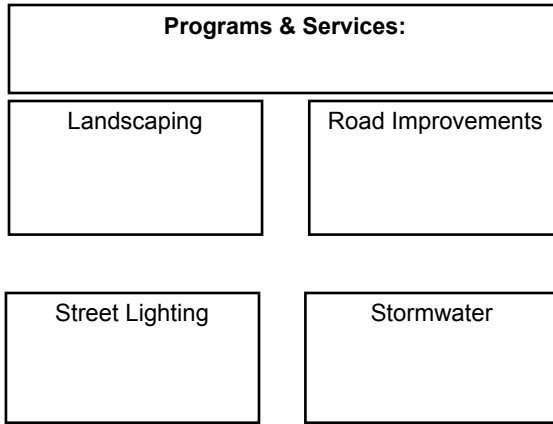 Programs & Services:
Landscaping
Road Improvements
Street Lighting
Stormwater